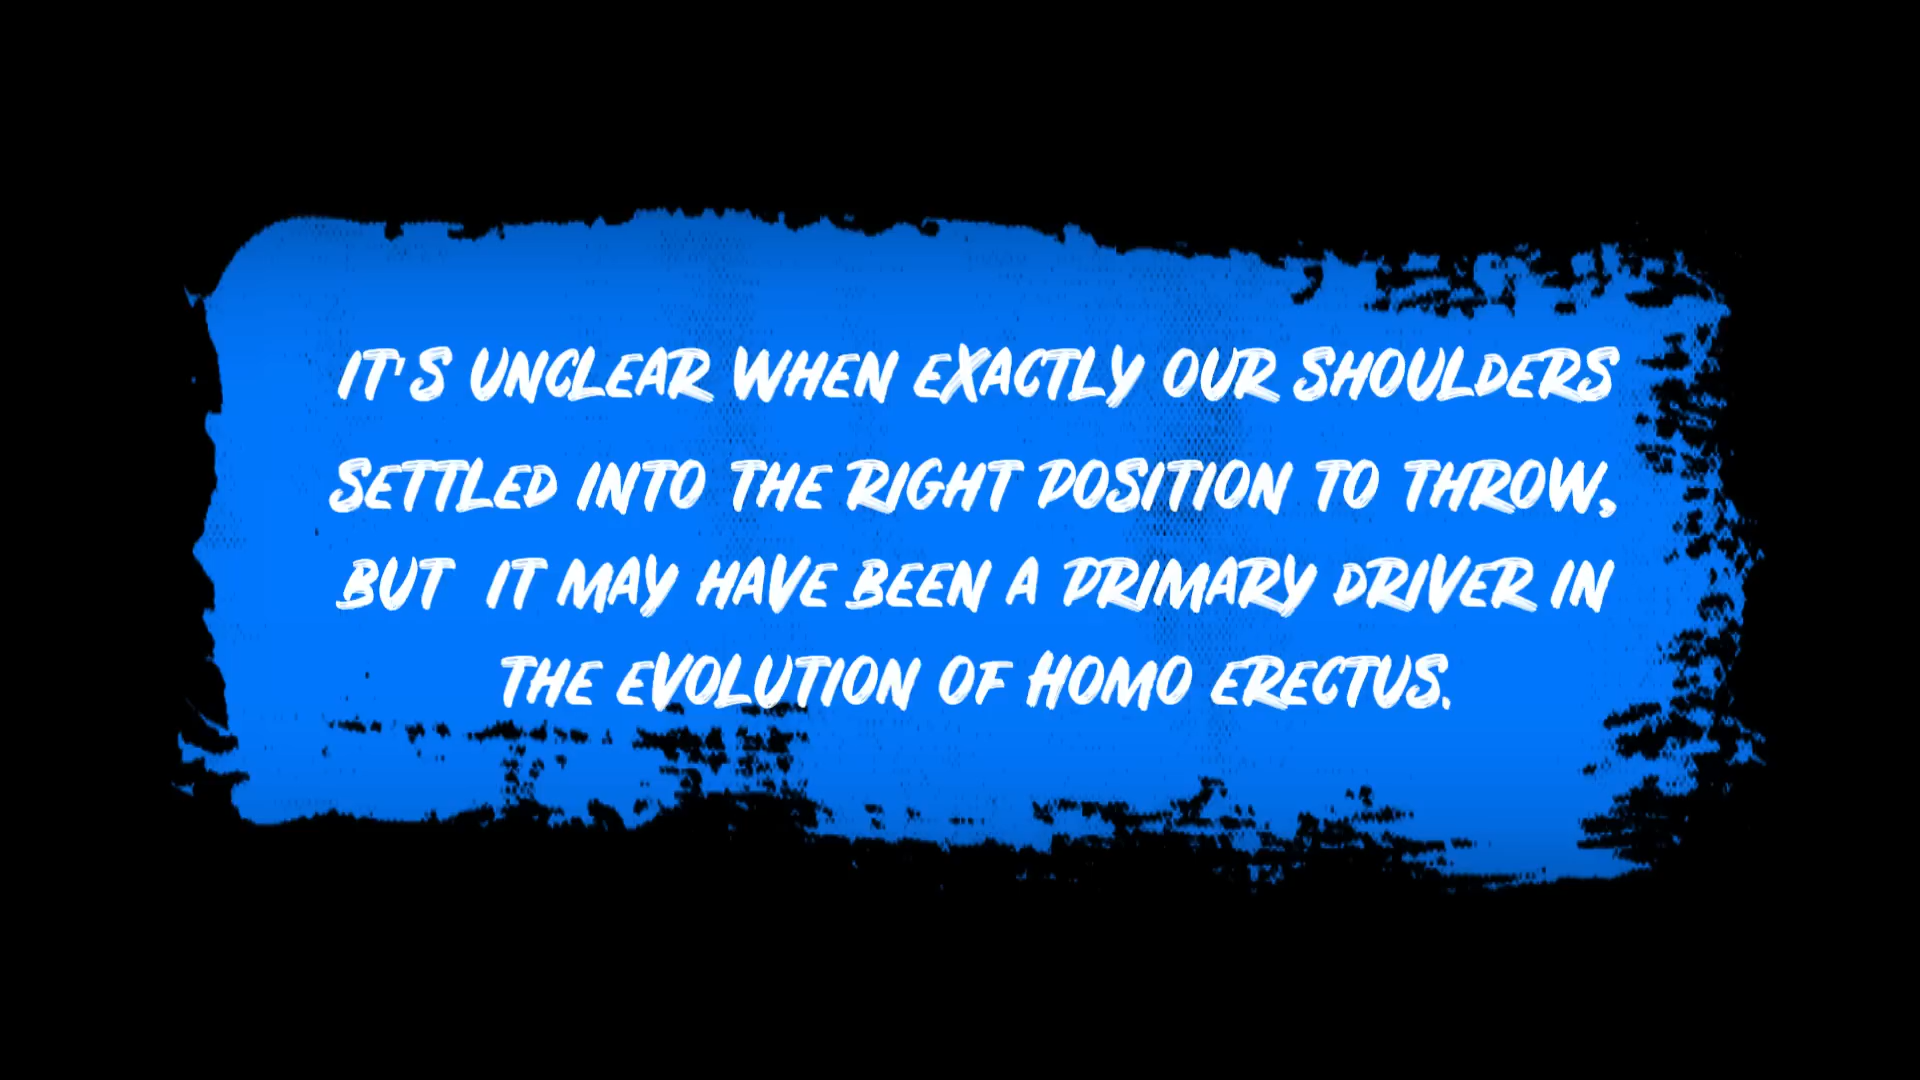 IT'S UNCLEAR WHEN EXACTLY OUR SHOULDERS
SETTLED INTO THE RIGHT POSITION TO THROW,
BUT IT MAY HAVE BEEN A PRIMARY DRIVER IN
THE EVOLUTION OF HOMO ERECTUS.